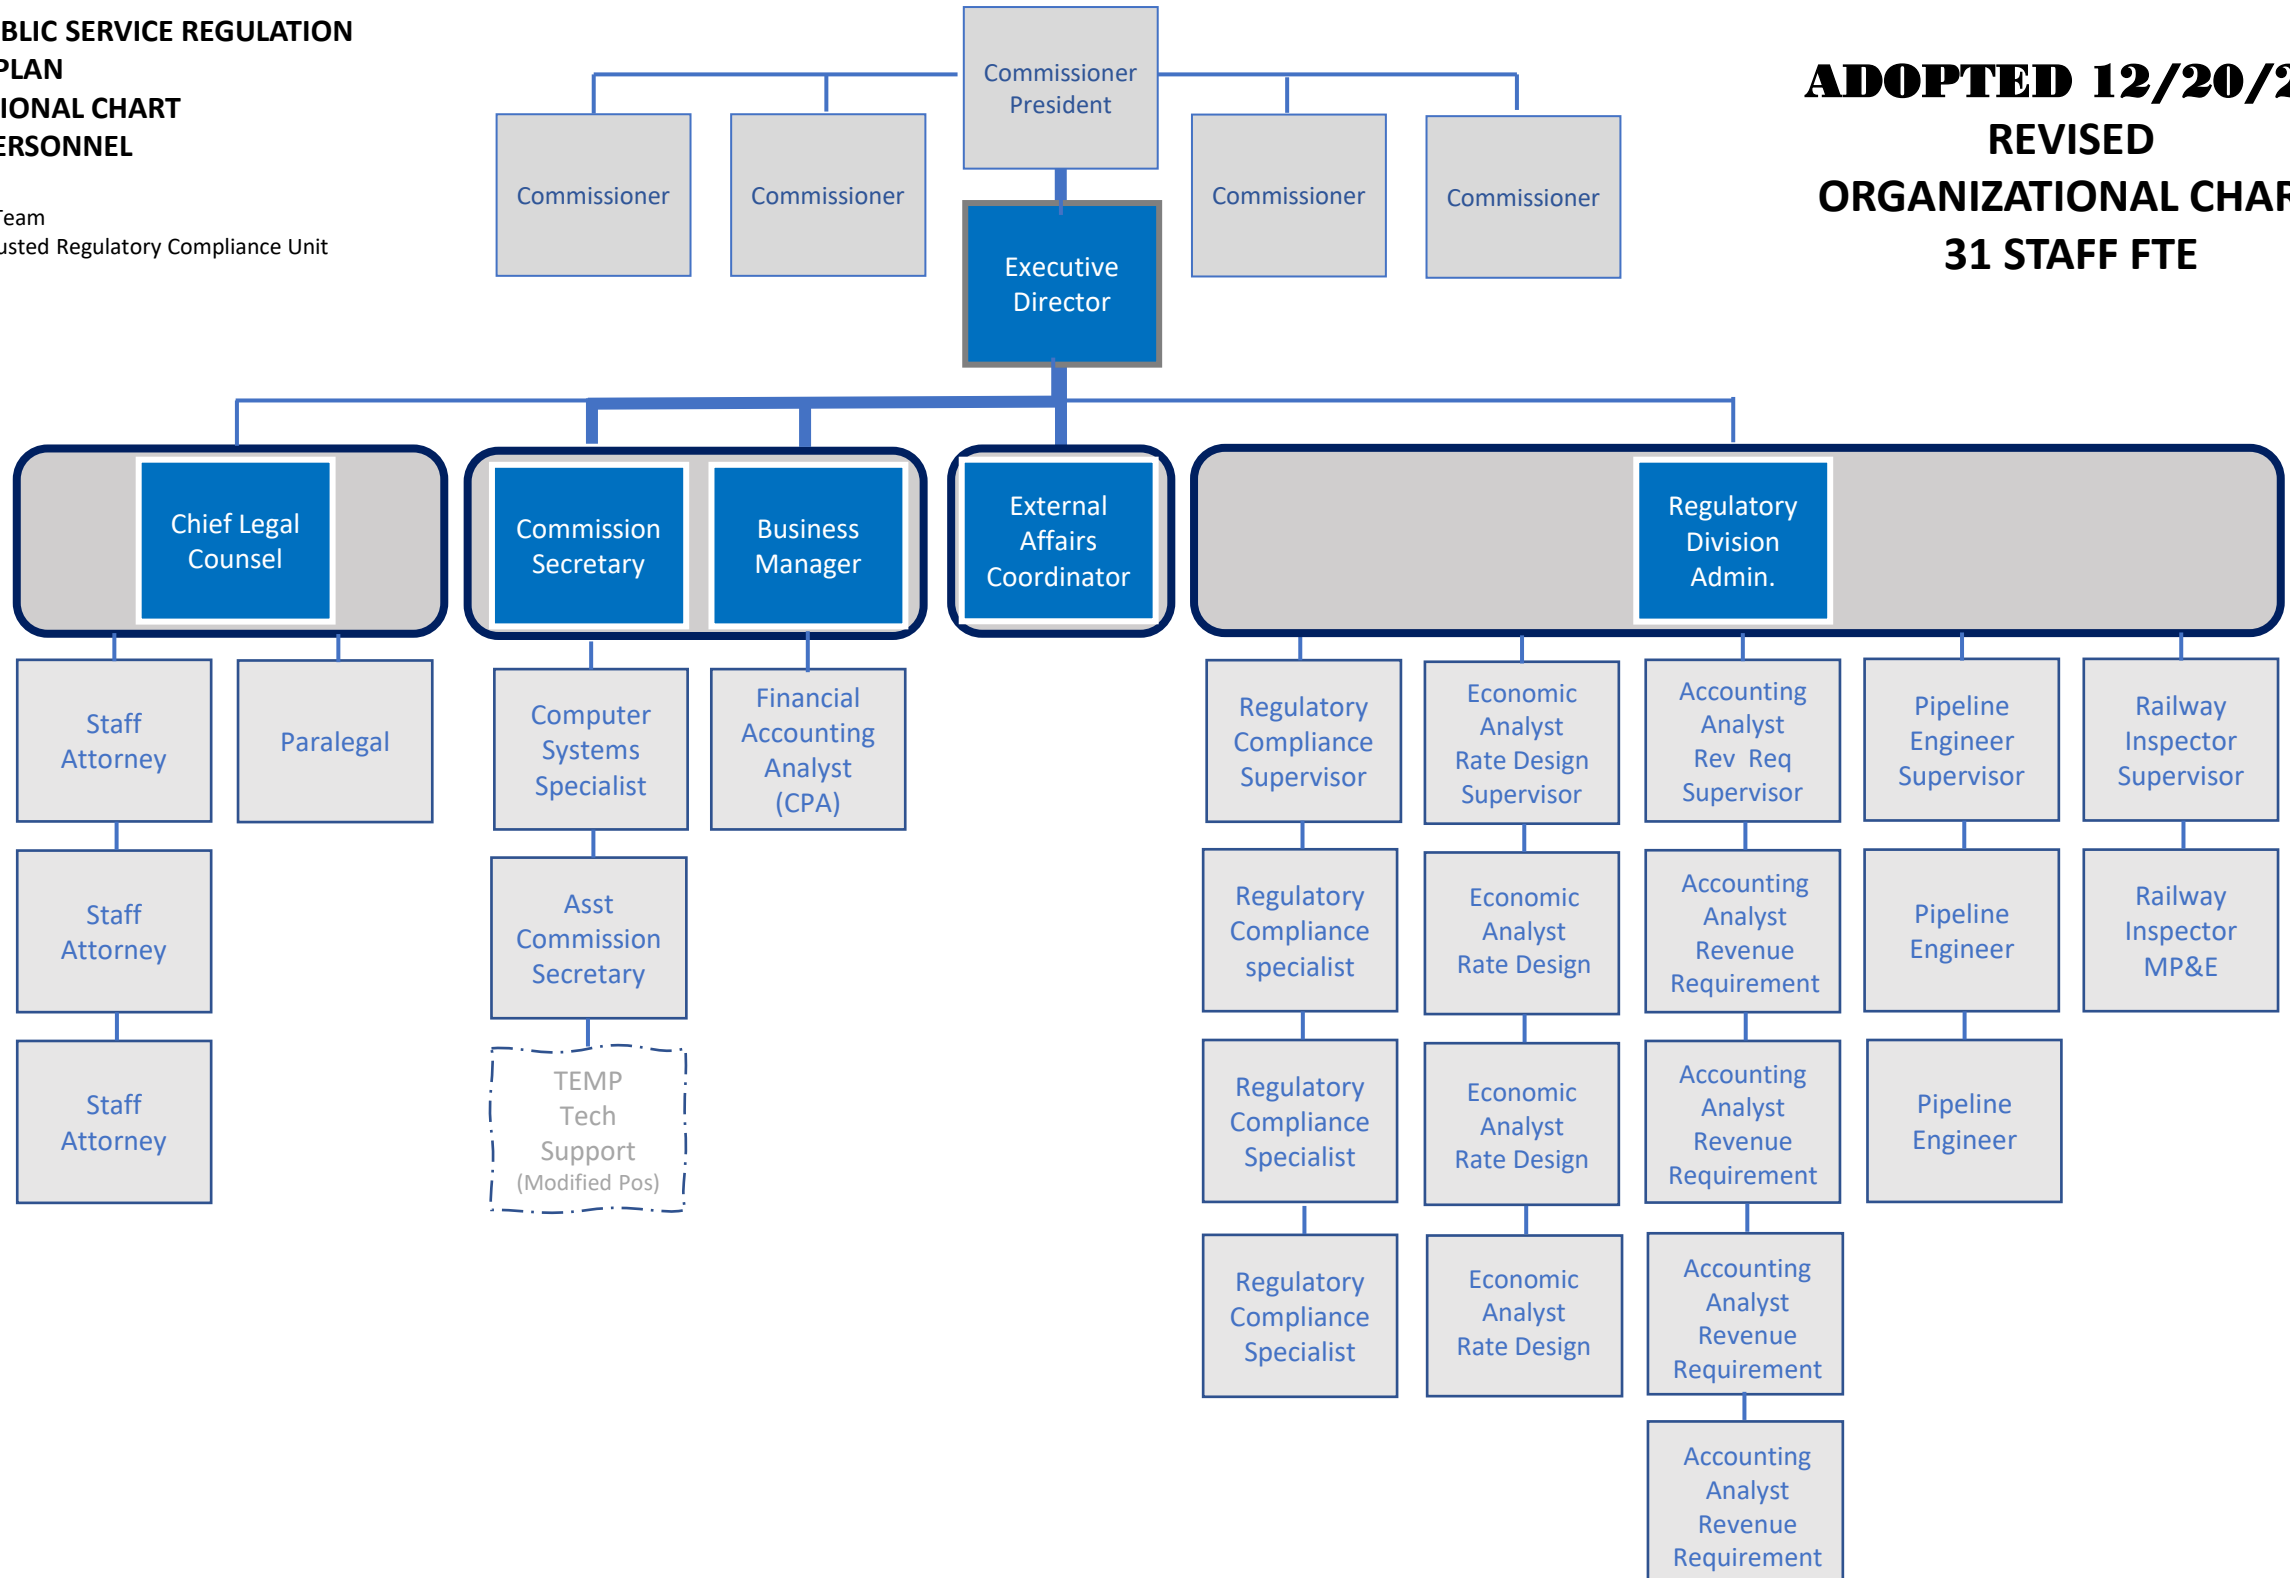 BLIC SERVICE REGULATION
PLAN
IONAL CHART
ERSONNEL
Team
usted Regulatory Compliance Unit
ADOPTED 12/20/2
REVISED
ORGANIZATIONAL CHAR
31 STAFF FTE
Commissioner
President
Commissioner
Commissioner
Commissioner
Commissioner
Executive
Director
Chief Legal
Counsel
Commission
Secretary
Business
Manager
External
Affairs
Coordinator
Regulatory
Division
Admin.
Staff
Attorney
Paralegal
Computer
Systems
Specialist
Financial
Accounting
Analyst
(CPA)
Regulatory
Compliance
Supervisor
Economic
Analyst
Rate Design
Supervisor
Accounting
Analyst
Rev  Req
Supervisor
Pipeline
Engineer
Supervisor
Railway
Inspector
Supervisor
Staff
Attorney
Asst
Commission
Secretary
Regulatory
Compliance
specialist
Economic
Analyst
Rate Design
Accounting
Analyst
Revenue
Requirement
Pipeline
Engineer
Railway
Inspector
MP&E
Staff
Attorney
TEMP
Tech
Support
(Modified Pos)
Regulatory
Compliance
Specialist
Economic
Analyst
Rate Design
Accounting
Analyst
Revenue
Requirement
Pipeline
Engineer
Regulatory
Compliance
Specialist
Economic
Analyst
Rate Design
Accounting
Analyst
Revenue
Requirement
Accounting
Analyst
Revenue
Requirement